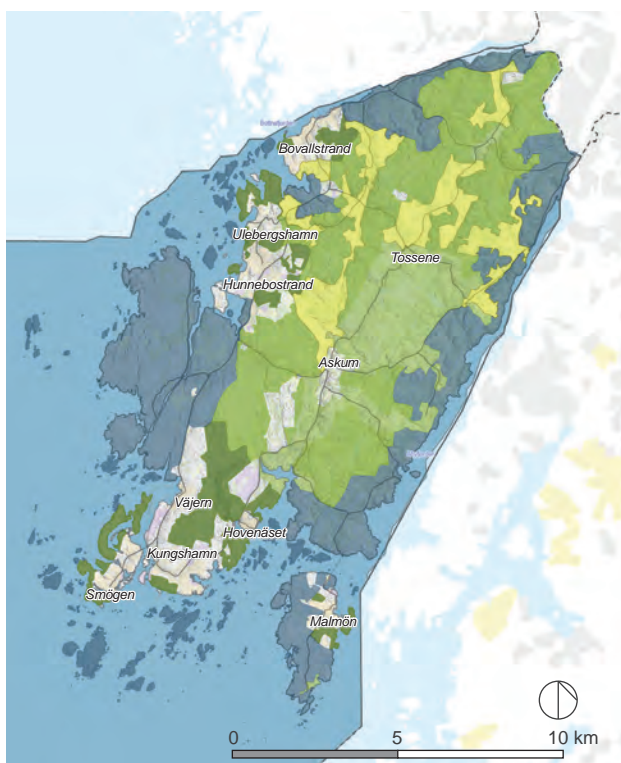 Bovallstrand
Ulebergshamn
Tossene
Hunnebostrand
Askum
Väjern
Hovenäset
Kungshamn
Smögen
Malmön
0 5 10 km